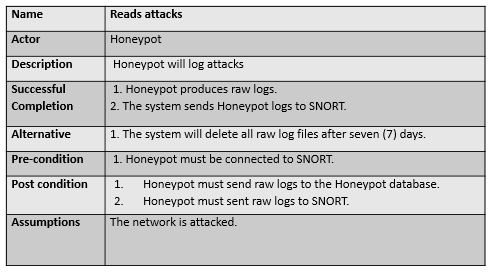 Name Reads attacks
Actor Honeypot
Description Honeypot will log attacks
Successful 1. Honeypot produces raw logs.
Completion 2. The system sends Honeypot logs to SNORT.
Alternative 1. The system will delete all raw log files after seven (7) days.
Pre-condition 1. Honeypot must be connected to SNORT.
Post condition 1. Honeypot must send raw logs to the Honeypot database.
2. Honeypot must sent raw logs to SNORT.
Assumptions The network is attacked.